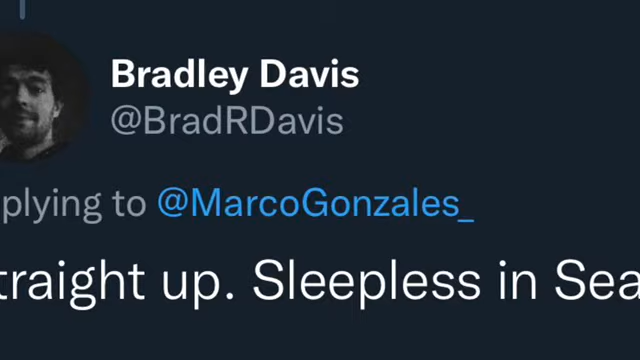 Bradley Davis
@BradRDavis
plying to @MarcoGonzales_
traight up. Sleepless in Sea